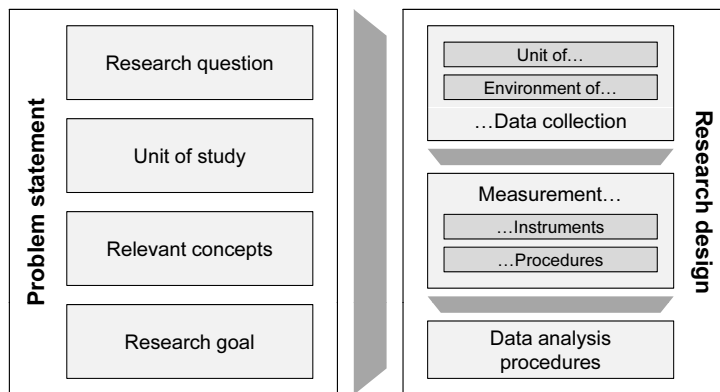 Problem statement
Research question
Unit of study
Relevant concepts
Research goal
Research design
Unit of…
Environment of…
…Data collection
Measurement…
…Instruments
…Procedures
Data analysis
procedures